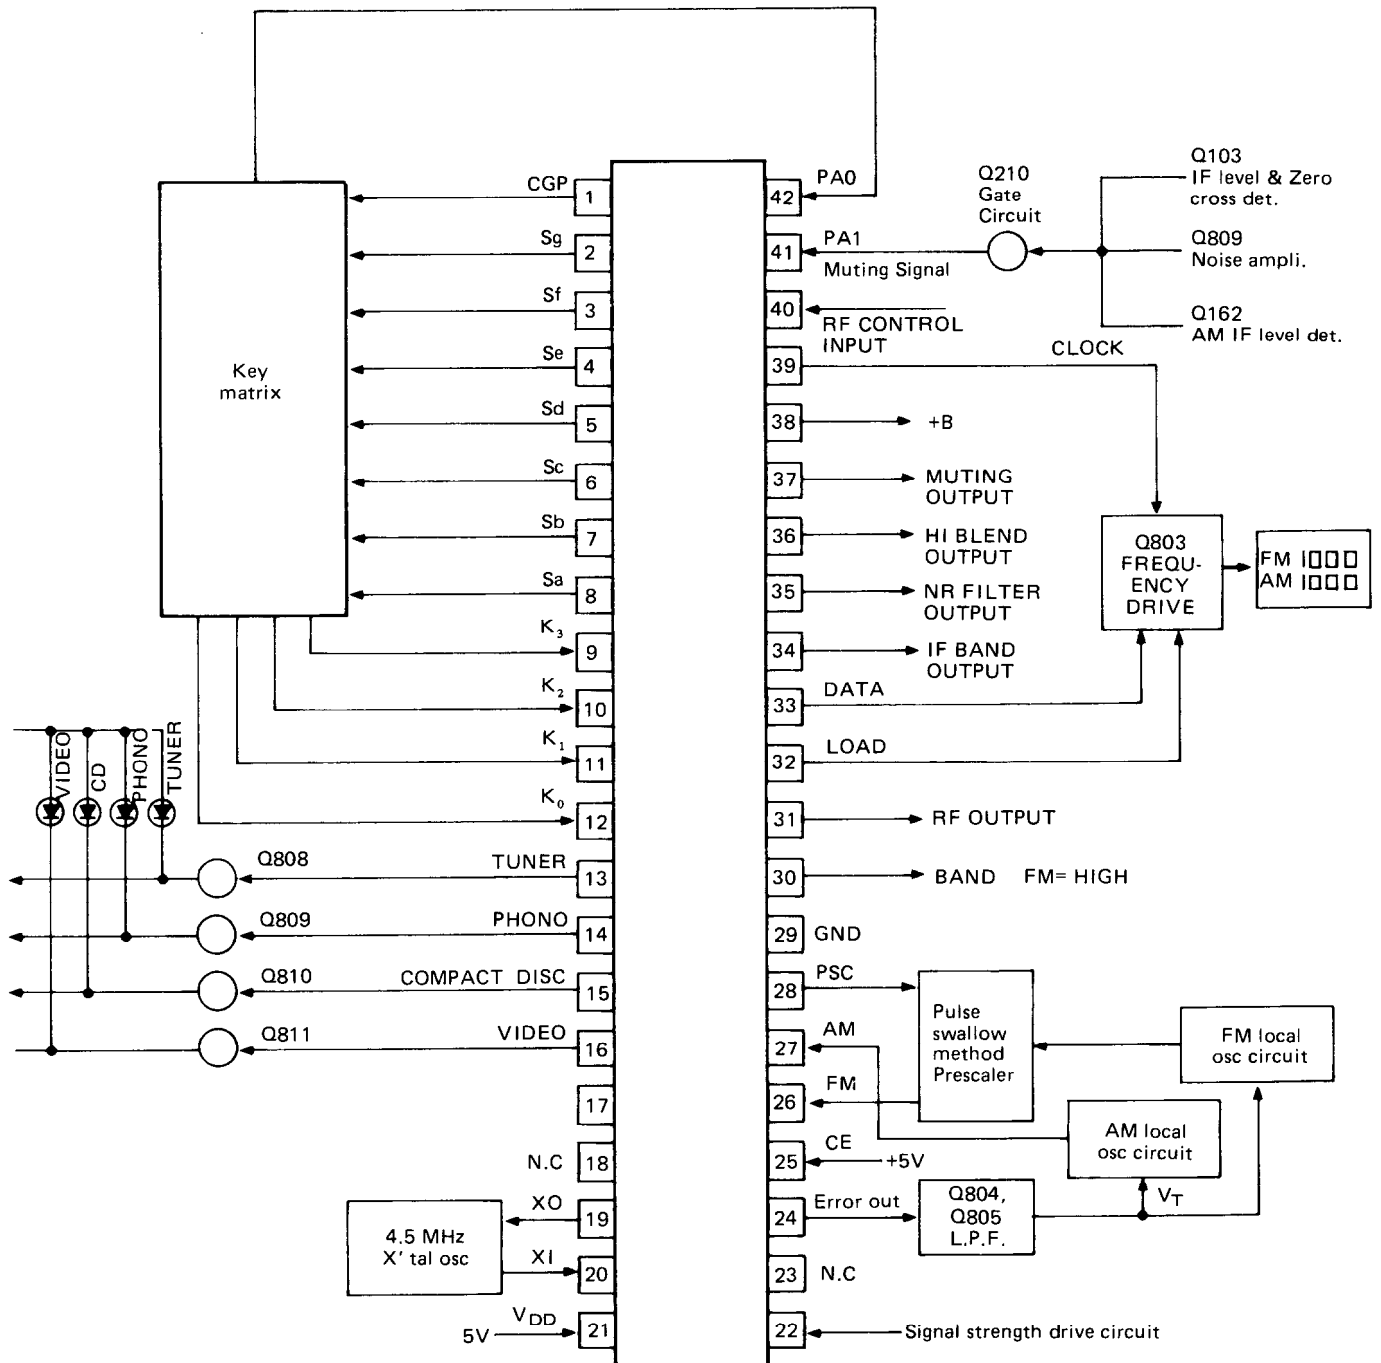 Key
matrix
CGP
1
Sg
2
Sf
3
Se
4
Sd
5
Sc
6
Sb
7
Sa
8
K3
9
K2
10
K1
11
K0
12
VIDEO
CD
PHONO
TUNER
Q808
TUNER
13
Q809
PHONO
14
Q810
COMPACT DISC
15
Q811
VIDEO
16
17
N.C
18
4.5 MHz
X' tal osc
XO
19
XI
20
5V
VDD
21
42
PA0
41
PA1
Muting Signal
Q210
Gate
Circuit
Q103
IF level & Zero
cross det.
Q809
Noise ampli.
Q162
AM IF level det.
40
RF CONTROL
INPUT
39
CLOCK
38
+B
37
MUTING
OUTPUT
36
HI BLEND
OUTPUT
35
NR FILTER
OUTPUT
34
IF BAND
OUTPUT
33
DATA
32
LOAD
Q803
FREQU-
ENCY
DRIVE
FM
AM
31
RF OUTPUT
30
BAND FM= HIGH
29
GND
28
PSC
27
AM
26
FM
Pulse
swallow
method
Prescaler
FM local
osc circuit
AM local
osc circuit
25
CE
+5V
24
Error out
Q804,
Q805
L.P.F.
VT
23
N.C
22
Signal strength drive circuit